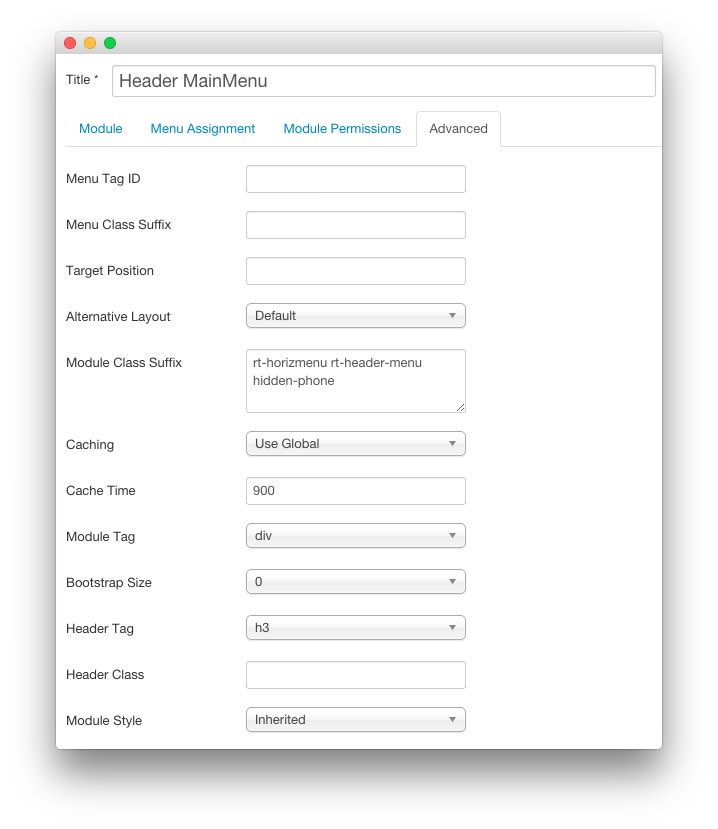 Title * Header MainMenu
Module Menu Assignment Module Permissions Advanced
Menu Tag ID
Menu Class Suffix
Target Position
Alternative Layout Default
Module Class Suffix rt-horizmenu rt-header-menu
hidden-phone
Caching Use Global
Cache Time 900
Module Tag div
Bootstrap Size 0
Header Tag h3
Header Class
Module Style Inherited